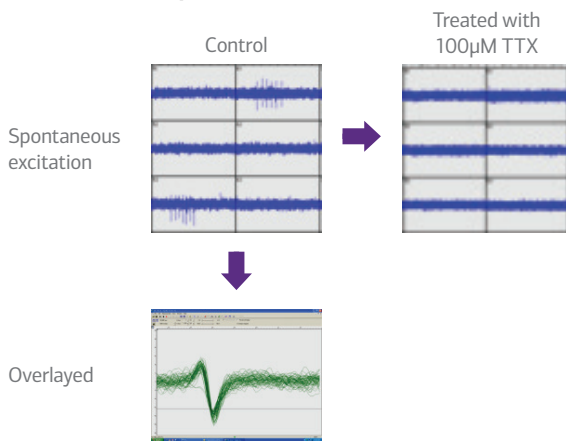 Treated with
100µM TTX
Control
Spontaneous
excitation
Overlayed